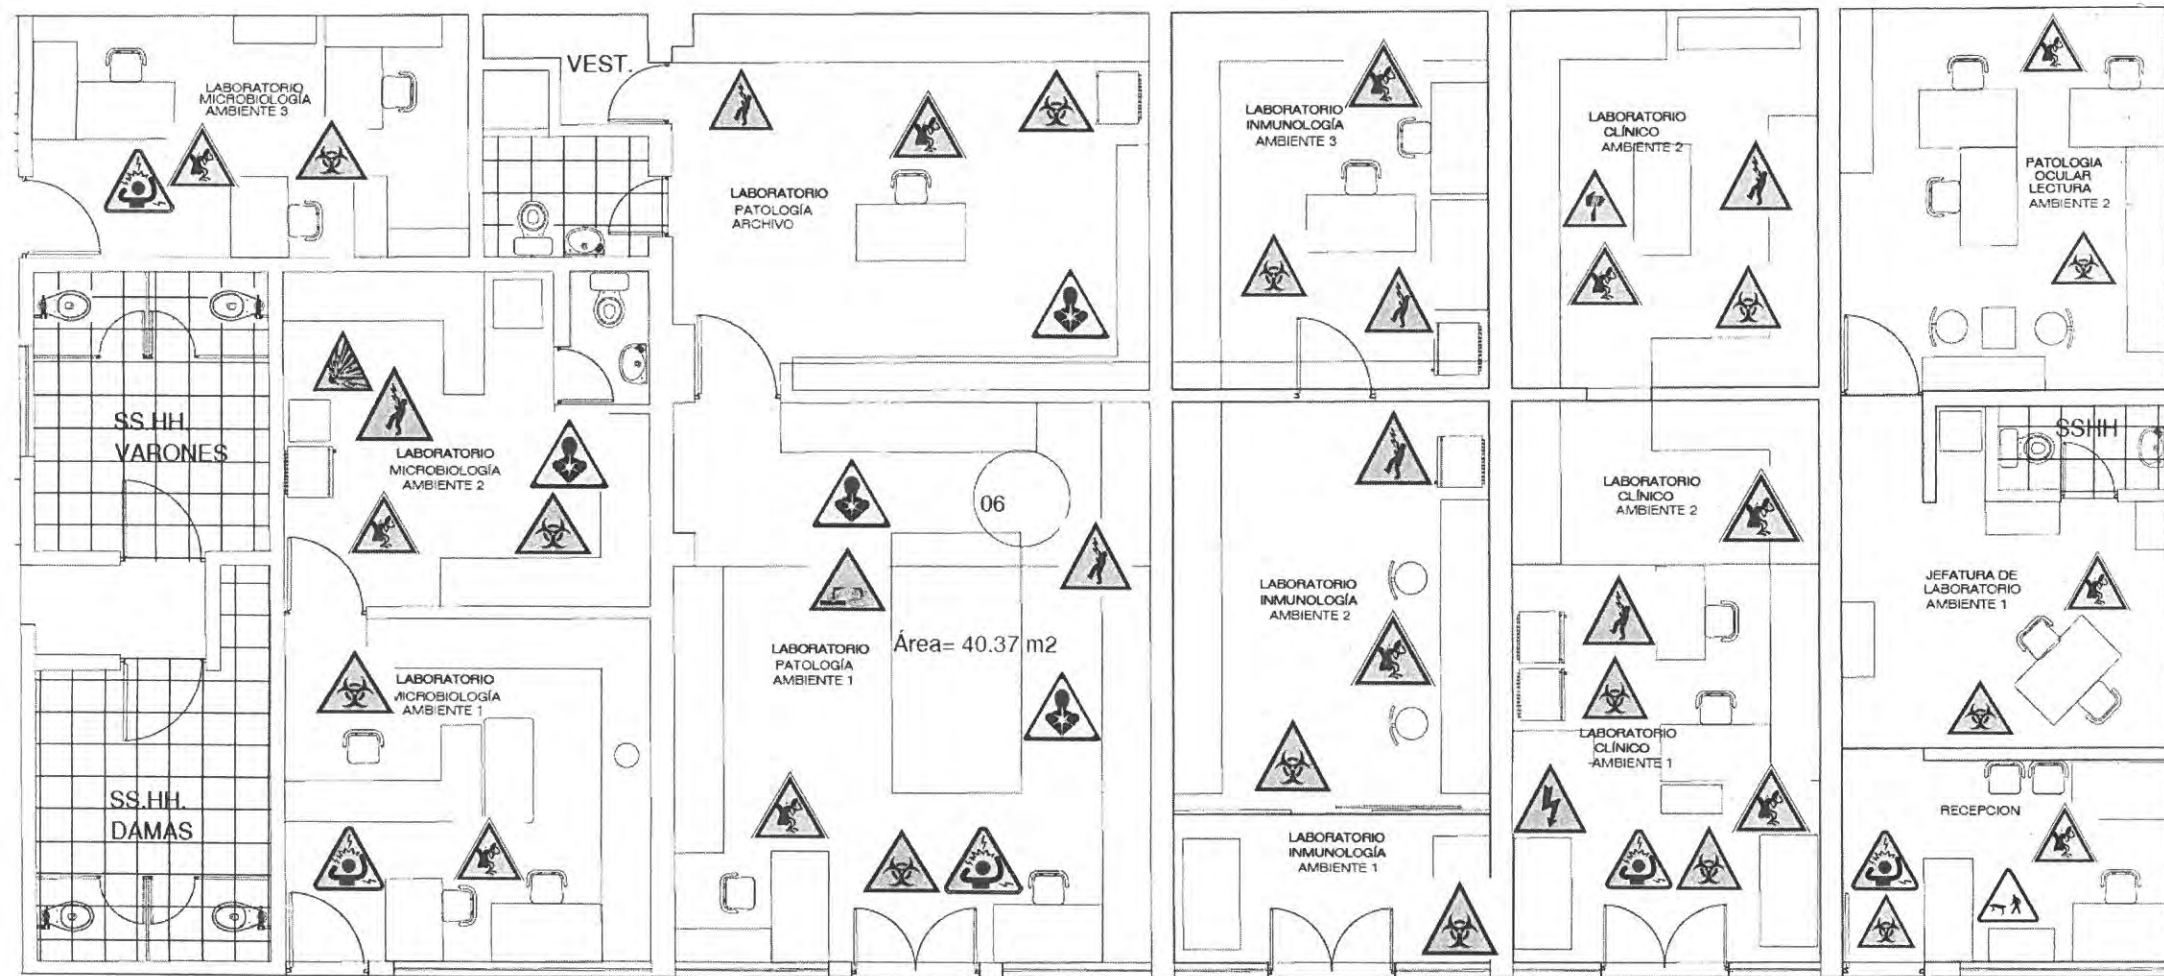 LABORATORIO
MICROBIOLOGÍA
AMBIENTE 3
VEST.
LABORATORIO
PATOLOGÍA
ARCHIVO
LABORATORIO
INMUNOLOGÍA
AMBIENTE 3
LABORATORIO
CLÍNICO
AMBIENTE 2
PATOLOGIA
OCULAR
LECTURA
AMBIENTE 2
SS.HH.
VARONES
LABORATORIO
MICROBIOLOGÍA
AMBIENTE 2
06
LABORATORIO
CLÍNICO
AMBIENTE 2
SSHH
LABORATORIO
INMUNOLOGÍA
AMBIENTE 2
JEFATURA DE
LABORATORIO
AMBIENTE 1
LABORATORIO
PATOLOGÍA
AMBIENTE 1
Área= 40.37 m2
LABORATORIO
MICROBIOLOGÍA
AMBIENTE 1
LABORATORIO
CLÍNICO
AMBIENTE 1
SS.HH.
DAMAS
LABORATORIO
INMUNOLOGÍA
AMBIENTE 1
RECEPCION